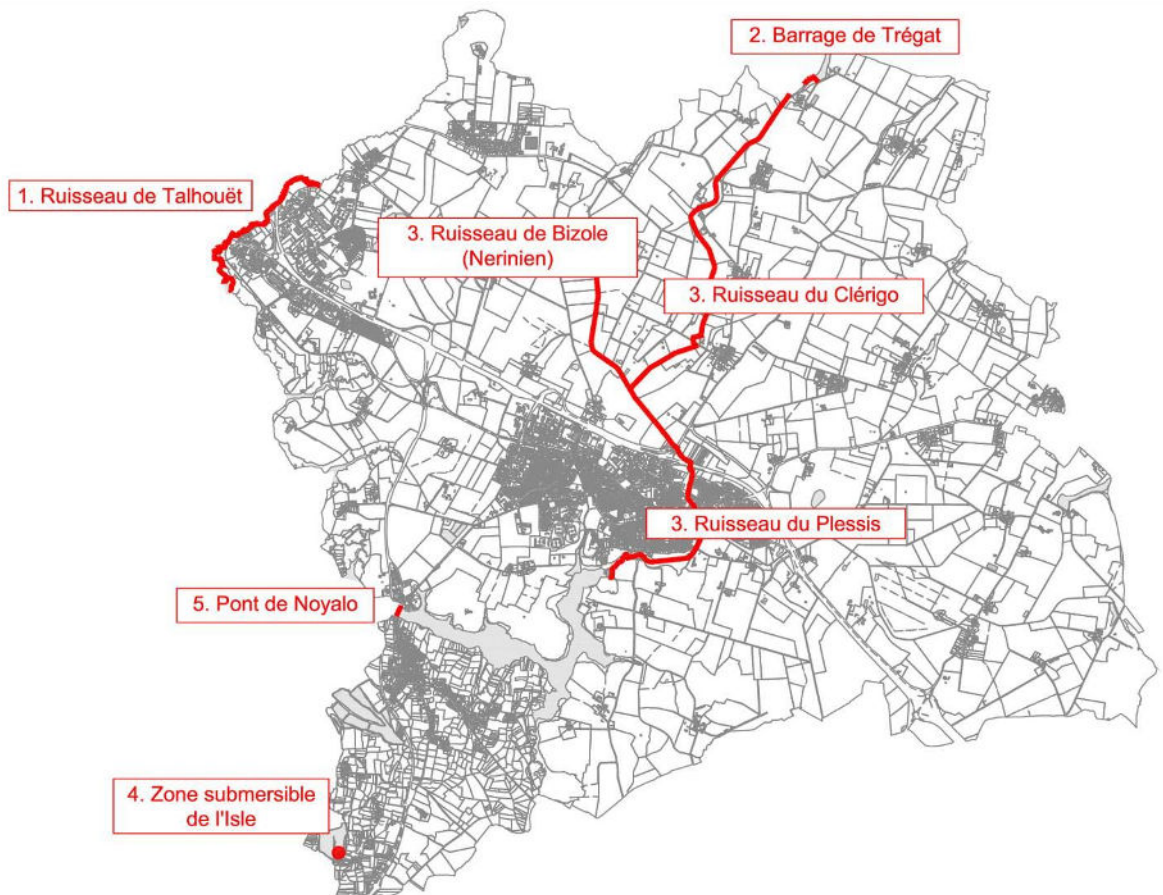 2. Barrage de Trégat
1. Ruisseau de Talhouët
3. Ruisseau de Bizole
(Nerinien)
3. Ruisseau du Clérigo
3. Ruisseau du Plessis
5. Pont de Noyalo
4. Zone submersible
de l'Isle